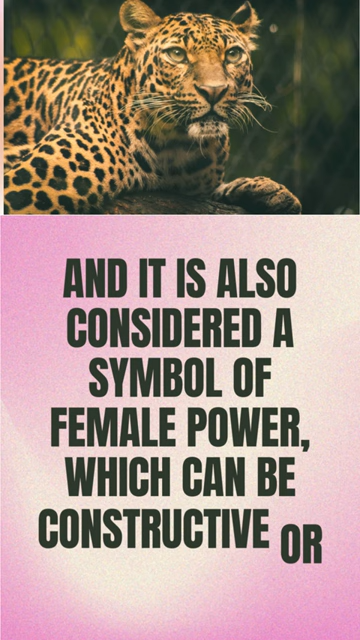 AND IT IS ALSO
CONSIDERED A
SYMBOL OF
FEMALE POWER,
WHICH CAN BE
CONSTRUCTIVE OR